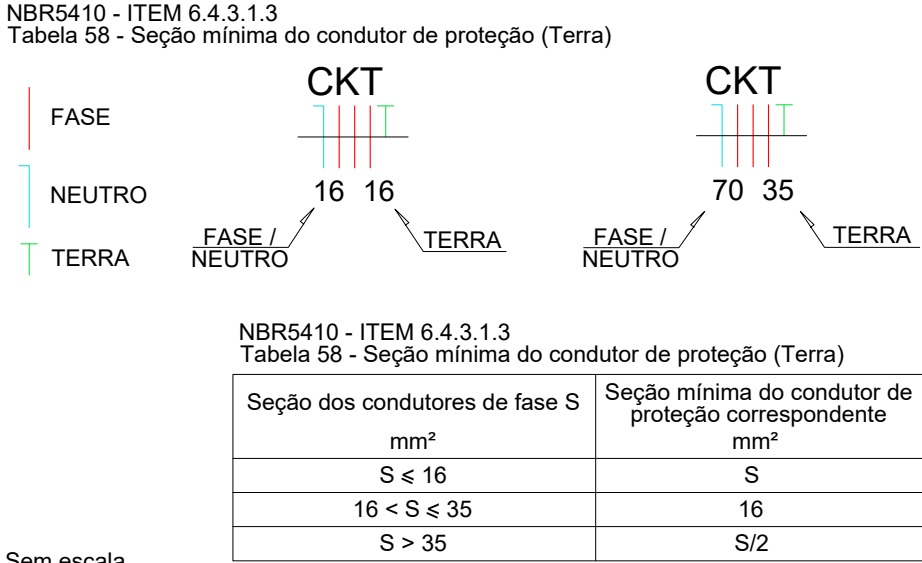 NBR5410 - ITEM 6.4.3.1.3
Tabela 58 - Seção mínima do condutor de proteção (Terra)
CKT
CKT
FASE
NEUTRO
TERRA
16 16
FASE /
NEUTRO
TERRA
70 35
FASE /
NEUTRO
TERRA
NBR5410 - ITEM 6.4.3.1.3
Tabela 58 - Seção mínima do condutor de proteção (Terra)
Seção dos condutores de fase S
mm²
Seção mínima do condutor de
proteção correspondente
mm²
S ⩽ 16
S
16 < S ⩽ 35
16
S > 35
S/2
Sem escala